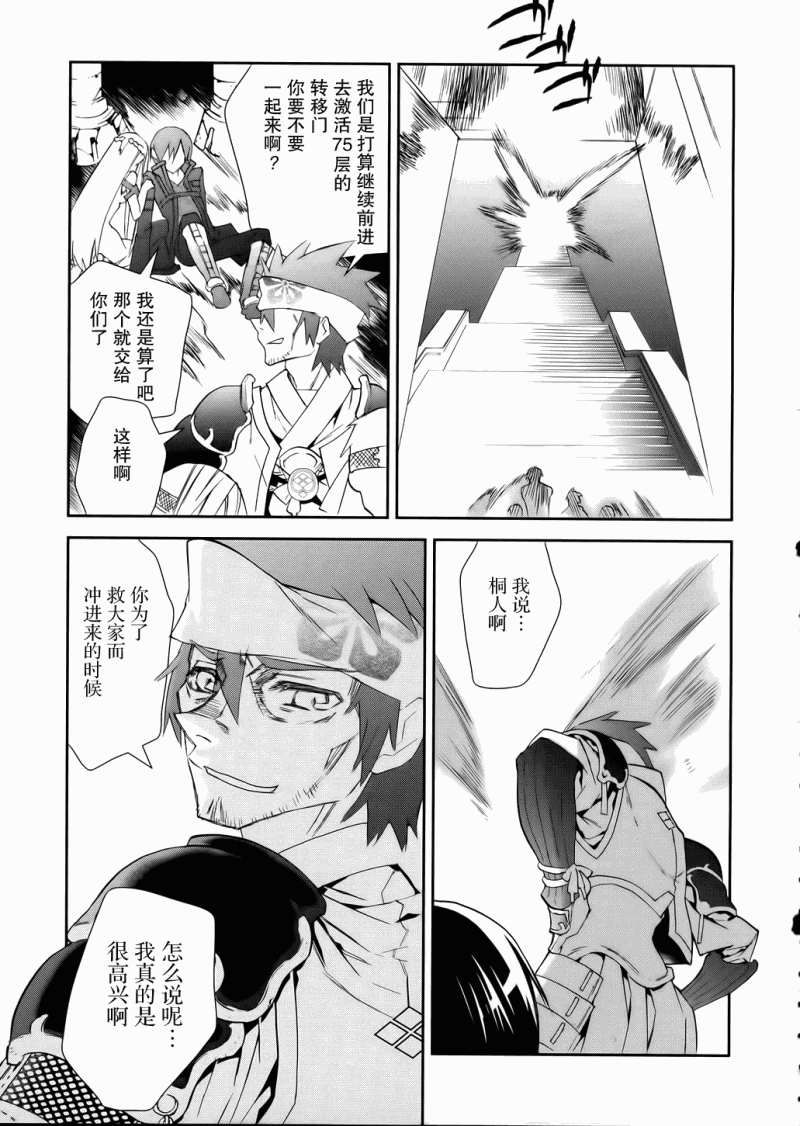 我们是打算继续前进
去激活75层的
转移门
你要不要
一起来啊？
我还是算了吧
那个就交给
你们了
这样啊
我说…
桐人啊
你为了
救大家而
冲进来的时候
怎么说呢…
我真的是
很高兴啊